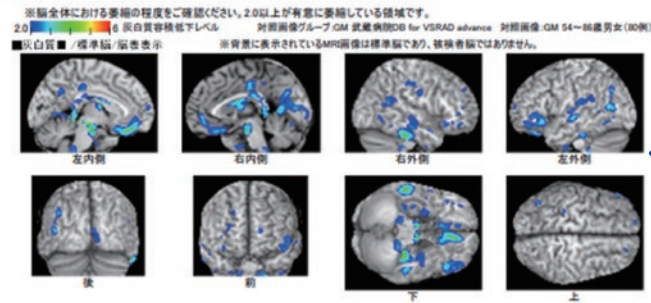 ※脳全体における萎縮の程度をご確認ください。2.0以上が有意に萎縮している領域です。
2.0 6 灰白質容積低下レベル 対照画像グループ:GM 武蔵病院DB for VSRAD advance 対照画像:GM 54~86歳男女(80例)
■灰白質■ /標準脳/脳表表示 ※背景に表示されているMRI画像は標準脳であり、被検者脳ではありません。
左内側 右内側 右外側 左外側
後 前 下 上